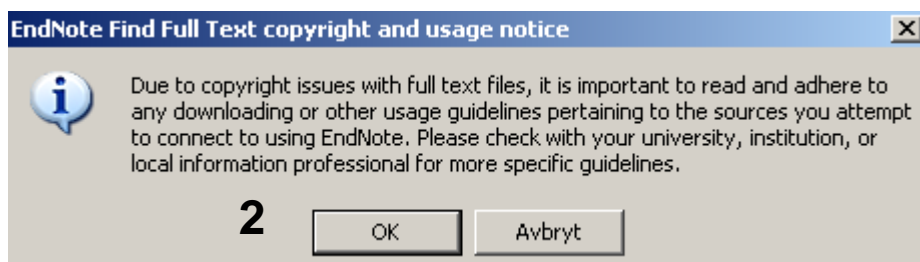 EndNote Find Full Text copyright and usage notice
Due to copyright issues with full text files, it is important to read and adhere to
any downloading or other usage guidelines pertaining to the sources you attempt
to connect to using EndNote. Please check with your university, institution, or
local information professional for more specific guidelines.
2 OK Avbryt